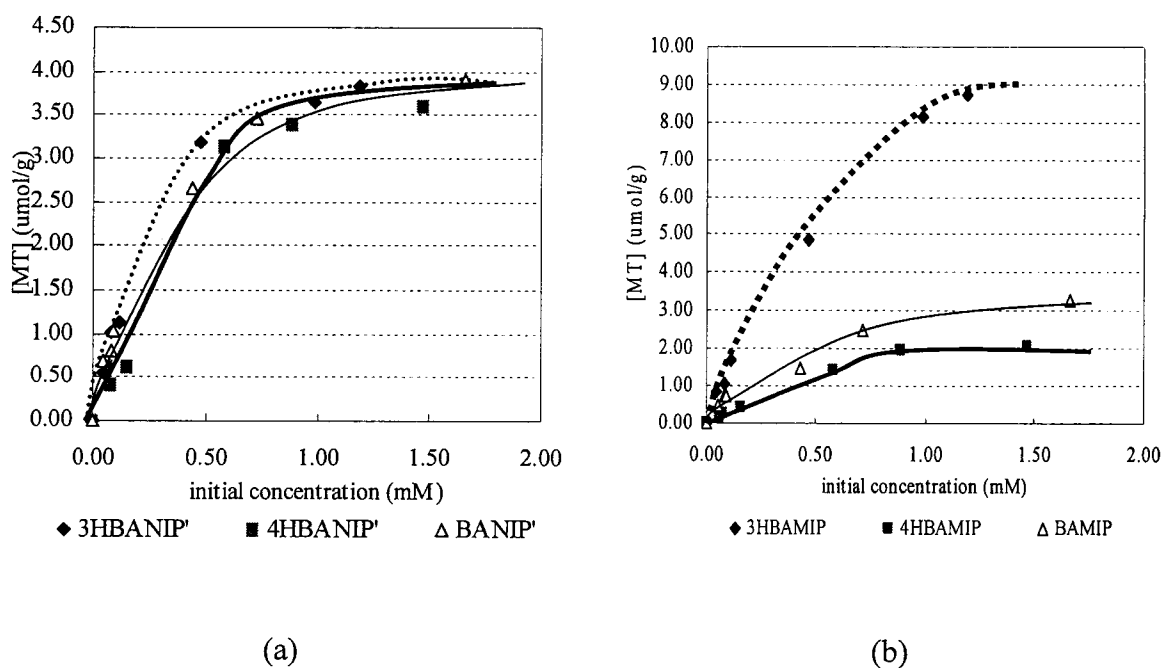 4.50
4.00
3.50
3.00
2.50
2.00
1.50
1.00
0.50
0.00
[MT] (umol/g)
0.00 0.50 1.00 1.50 2.00
initial concentration (mM)
3HBANIP' 4HBANIP' BANIP'
(a)
10.00
9.00
8.00
7.00
6.00
5.00
4.00
3.00
2.00
1.00
0.00
[MT] (umol/g)
0.00 0.50 1.00 1.50 2.00
initial concentration (mM)
3HBAMIP 4HBAMIP BAMIP
(b)